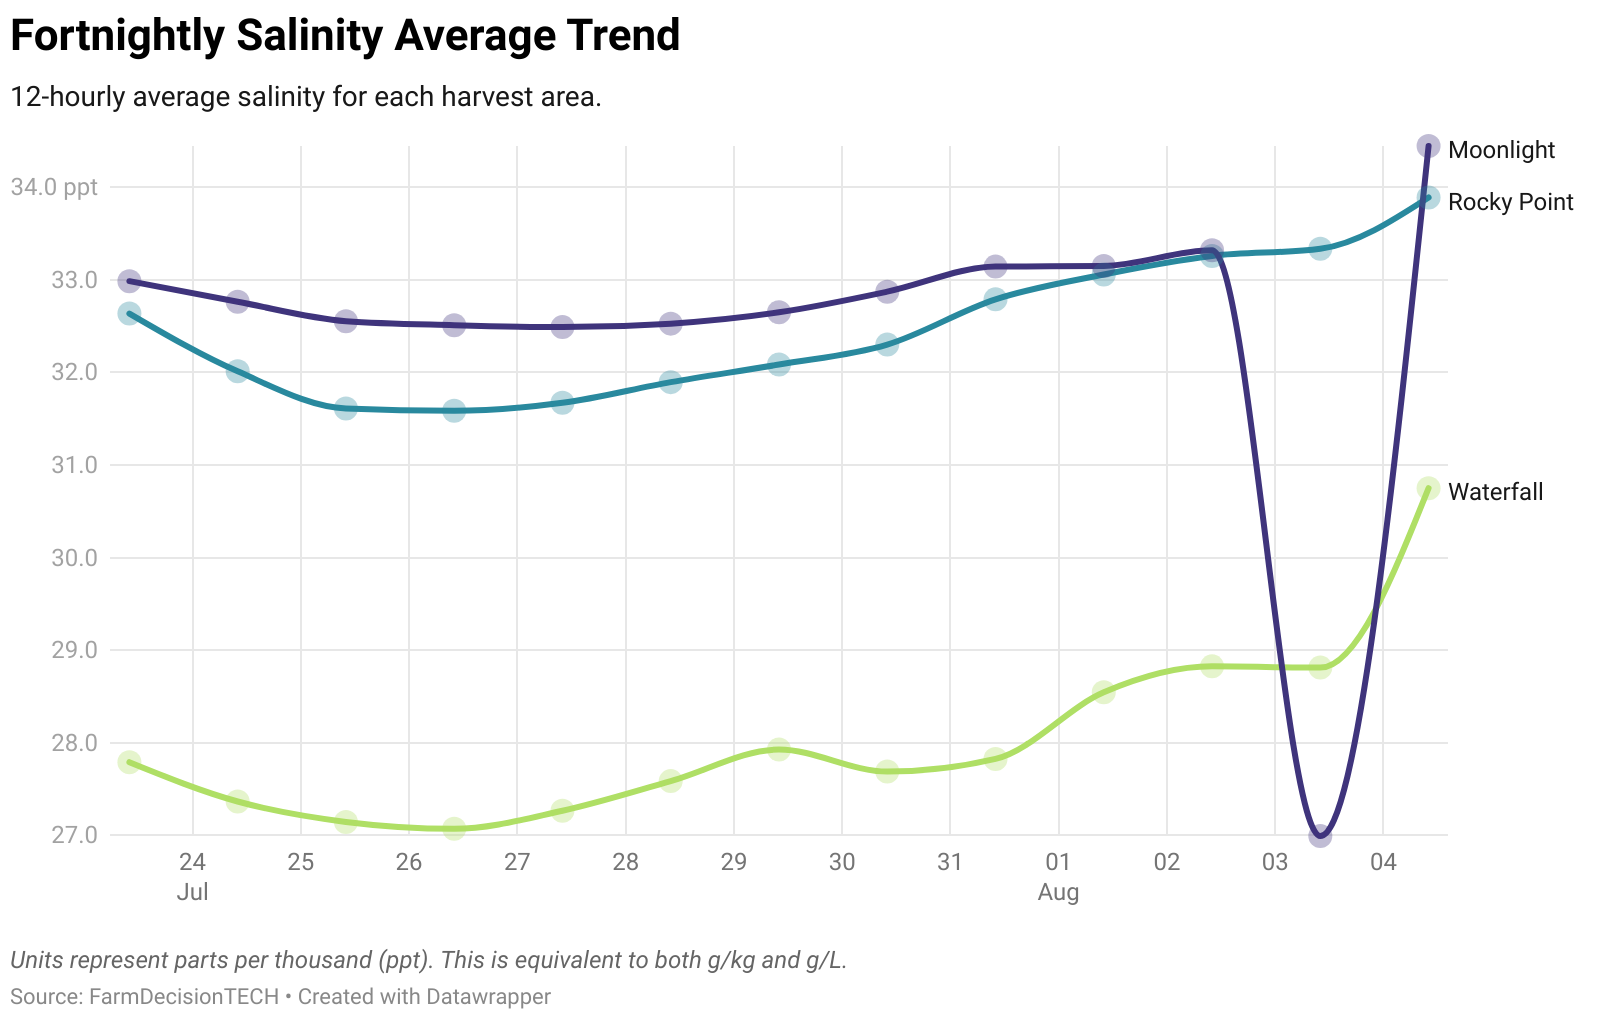 Fortnightly Salinity Average Trend
12-hourly average salinity for each harvest area.
Moonlight
34.0 ppt
Rocky Point
33.0
32.0
31.0
Waterfall
30.0
29.0
28.0
27.0
24 25 26 27 28 29 30 31 01 02 03 04
Jul Aug
Units represent parts per thousand (ppt). This is equivalent to both g/kg and g/L.
Source: FarmDecisionTECH • Created with Datawrapper